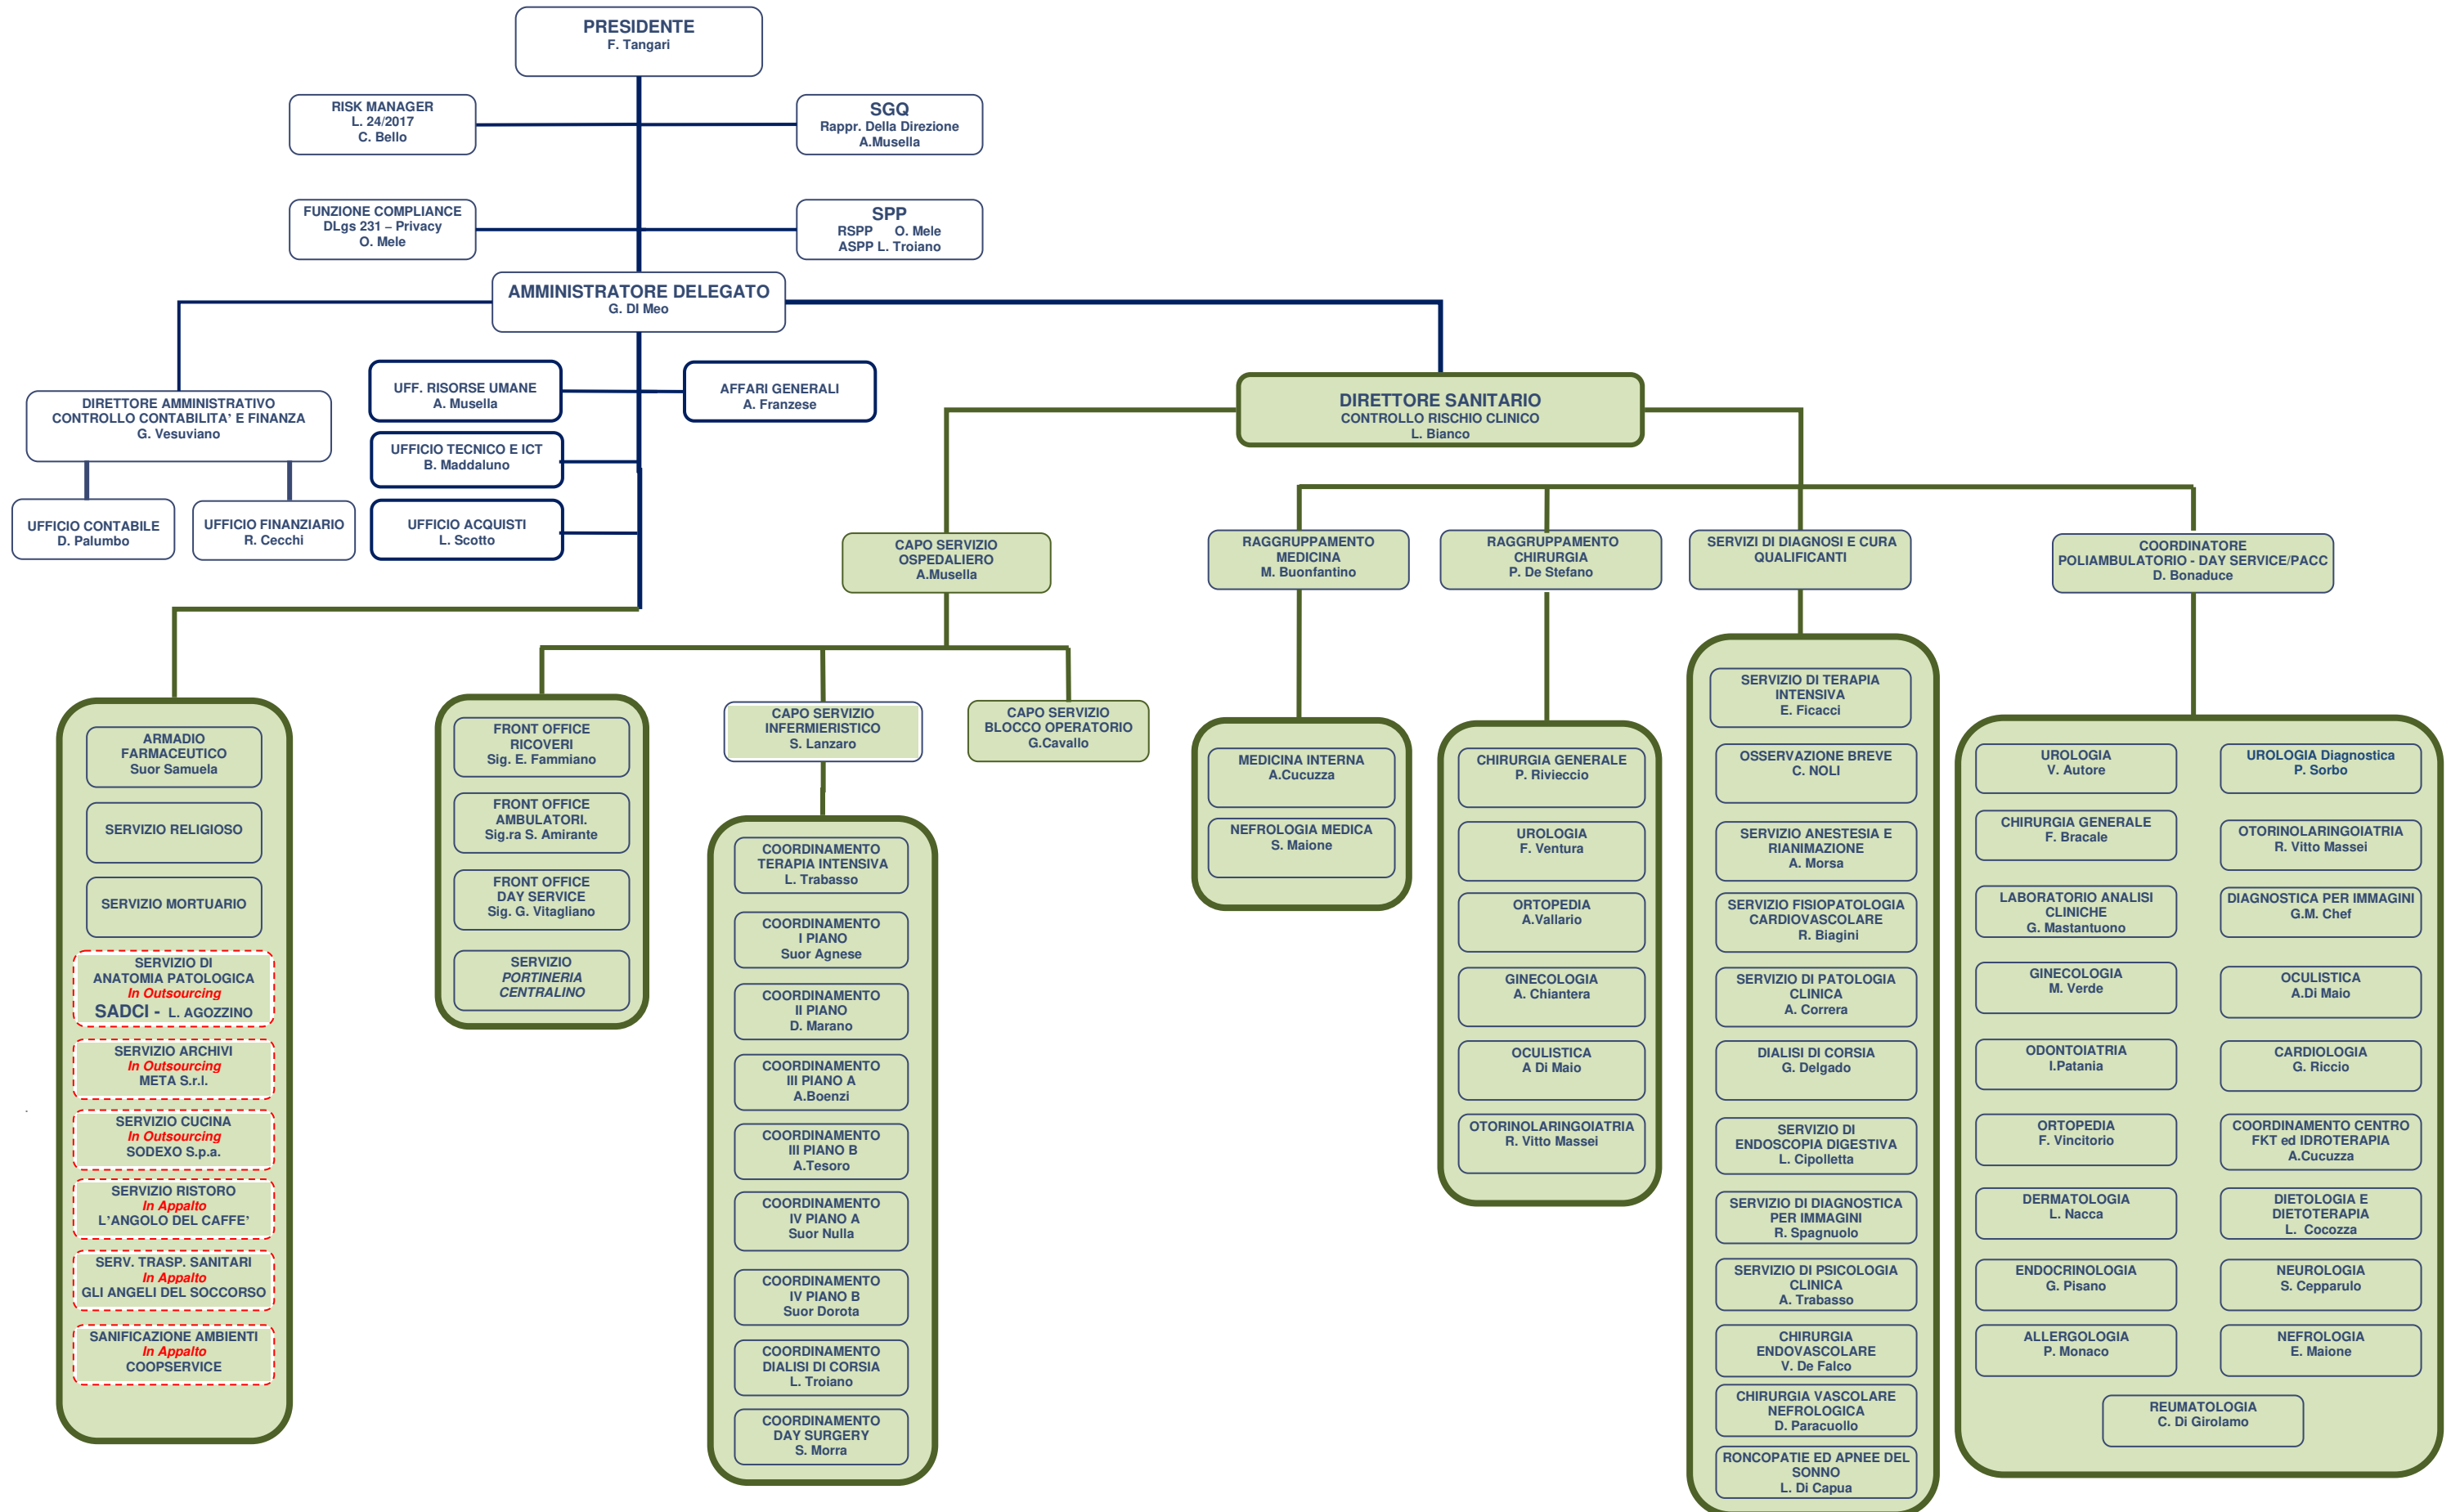 PRESIDENTE
F. Tangari
RISK MANAGER
L. 24/2017
C. Bello
SGQ
Rappr. Della Direzione
A.Musella
FUNZIONE COMPLIANCE
DLgs 231 – Privacy
O. Mele
SPP
RSPP O. Mele
ASPP L. Troiano
AMMINISTRATORE DELEGATO
G. DI Meo
DIRETTORE AMMINISTRATIVO
CONTROLLO CONTABILITA' E FINANZA
G. Vesuviano
UFFICIO CONTABILE
D. Palumbo
UFFICIO FINANZIARIO
R. Cecchi
UFF. RISORSE UMANE
A. Musella
AFFARI GENERALI
A. Franzese
UFFICIO TECNICO E ICT
B. Maddaluno
UFFICIO ACQUISTI
L. Scotto
DIRETTORE SANITARIO
CONTROLLO RISCHIO CLINICO
L. Bianco
CAPO SERVIZIO
OSPEDALIERO
A.Musella
RAGGRUPPAMENTO
MEDICINA
M. Buonfantino
RAGGRUPPAMENTO
CHIRURGIA
P. De Stefano
SERVIZI DI DIAGNOSI E CURA
QUALIFICANTI
COORDINATORE
POLIAMBULATORIO - DAY SERVICE/PACC
D. Bonaduce
ARMADIO
FARMACEUTICO
Suor Samuela
SERVIZIO RELIGIOSO
SERVIZIO MORTUARIO
SERVIZIO DI
ANATOMIA PATOLOGICA
In Outsourcing
SADCI - L. AGOZZINO
SERVIZIO ARCHIVI
In Outsourcing
META S.r.l.
SERVIZIO CUCINA
In Outsourcing
SODEXO S.p.a.
SERVIZIO RISTORO
In Appalto
L'ANGOLO DEL CAFFE'
SERV. TRASP. SANITARI
In Appalto
GLI ANGELI DEL SOCCORSO
SANIFICAZIONE AMBIENTI
In Appalto
COOPSERVICE
FRONT OFFICE
RICOVERI
Sig. E. Fammiano
FRONT OFFICE
AMBULATORI.
Sig.ra S. Amirante
FRONT OFFICE
DAY SERVICE
Sig. G. Vitagliano
SERVIZIO
PORTINERIA
CENTRALINO
CAPO SERVIZIO
INFERMIERISTICO
S. Lanzaro
CAPO SERVIZIO
BLOCCO OPERATORIO
G.Cavallo
COORDINAMENTO
TERAPIA INTENSIVA
L. Trabasso
COORDINAMENTO
I PIANO
Suor Agnese
COORDINAMENTO
II PIANO
D. Marano
COORDINAMENTO
III PIANO A
A.Boenzi
COORDINAMENTO
III PIANO B
A.Tesoro
COORDINAMENTO
IV PIANO A
Suor Nulla
COORDINAMENTO
IV PIANO B
Suor Dorota
COORDINAMENTO
DIALISI DI CORSIA
L. Troiano
COORDINAMENTO
DAY SURGERY
S. Morra
MEDICINA INTERNA
A.Cucuzza
NEFROLOGIA MEDICA
S. Maione
CHIRURGIA GENERALE
P. Rivieccio
UROLOGIA
F. Ventura
ORTOPEDIA
A.Vallario
GINECOLOGIA
A. Chiantera
OCULISTICA
A Di Maio
OTORINOLARINGOIATRIA
R. Vitto Massei
SERVIZIO DI TERAPIA
INTENSIVA
E. Ficacci
OSSERVAZIONE BREVE
C. NOLI
SERVIZIO ANESTESIA E
RIANIMAZIONE
A. Morsa
SERVIZIO FISIOPATOLOGIA
CARDIOVASCOLARE
R. Biagini
SERVIZIO DI PATOLOGIA
CLINICA
A. Correra
DIALISI DI CORSIA
G. Delgado
SERVIZIO DI
ENDOSCOPIA DIGESTIVA
L. Cipolletta
SERVIZIO DI DIAGNOSTICA
PER IMMAGINI
R. Spagnuolo
SERVIZIO DI PSICOLOGIA
CLINICA
A. Trabasso
CHIRURGIA
ENDOVASCOLARE
V. De Falco
CHIRURGIA VASCOLARE
NEFROLOGICA
D. Paracuollo
RONCOPATIE ED APNEE DEL
SONNO
L. Di Capua
UROLOGIA
V. Autore
UROLOGIA Diagnostica
P. Sorbo
CHIRURGIA GENERALE
F. Bracale
OTORINOLARINGOIATRIA
R. Vitto Massei
LABORATORIO ANALISI
CLINICHE
G. Mastantuono
DIAGNOSTICA PER IMMAGINI
G.M. Chef
GINECOLOGIA
M. Verde
OCULISTICA
A.Di Maio
ODONTOIATRIA
I.Patania
CARDIOLOGIA
G. Riccio
ORTOPEDIA
F. Vincitorio
COORDINAMENTO CENTRO
FKT ed IDROTERAPIA
A.Cucuzza
DERMATOLOGIA
L. Nacca
DIETOLOGIA E
DIETOTERAPIA
L. Cocozza
ENDOCRINOLOGIA
G. Pisano
NEUROLOGIA
S. Cepparulo
ALLERGOLOGIA
P. Monaco
NEFROLOGIA
E. Maione
REUMATOLOGIA
C. Di Girolamo